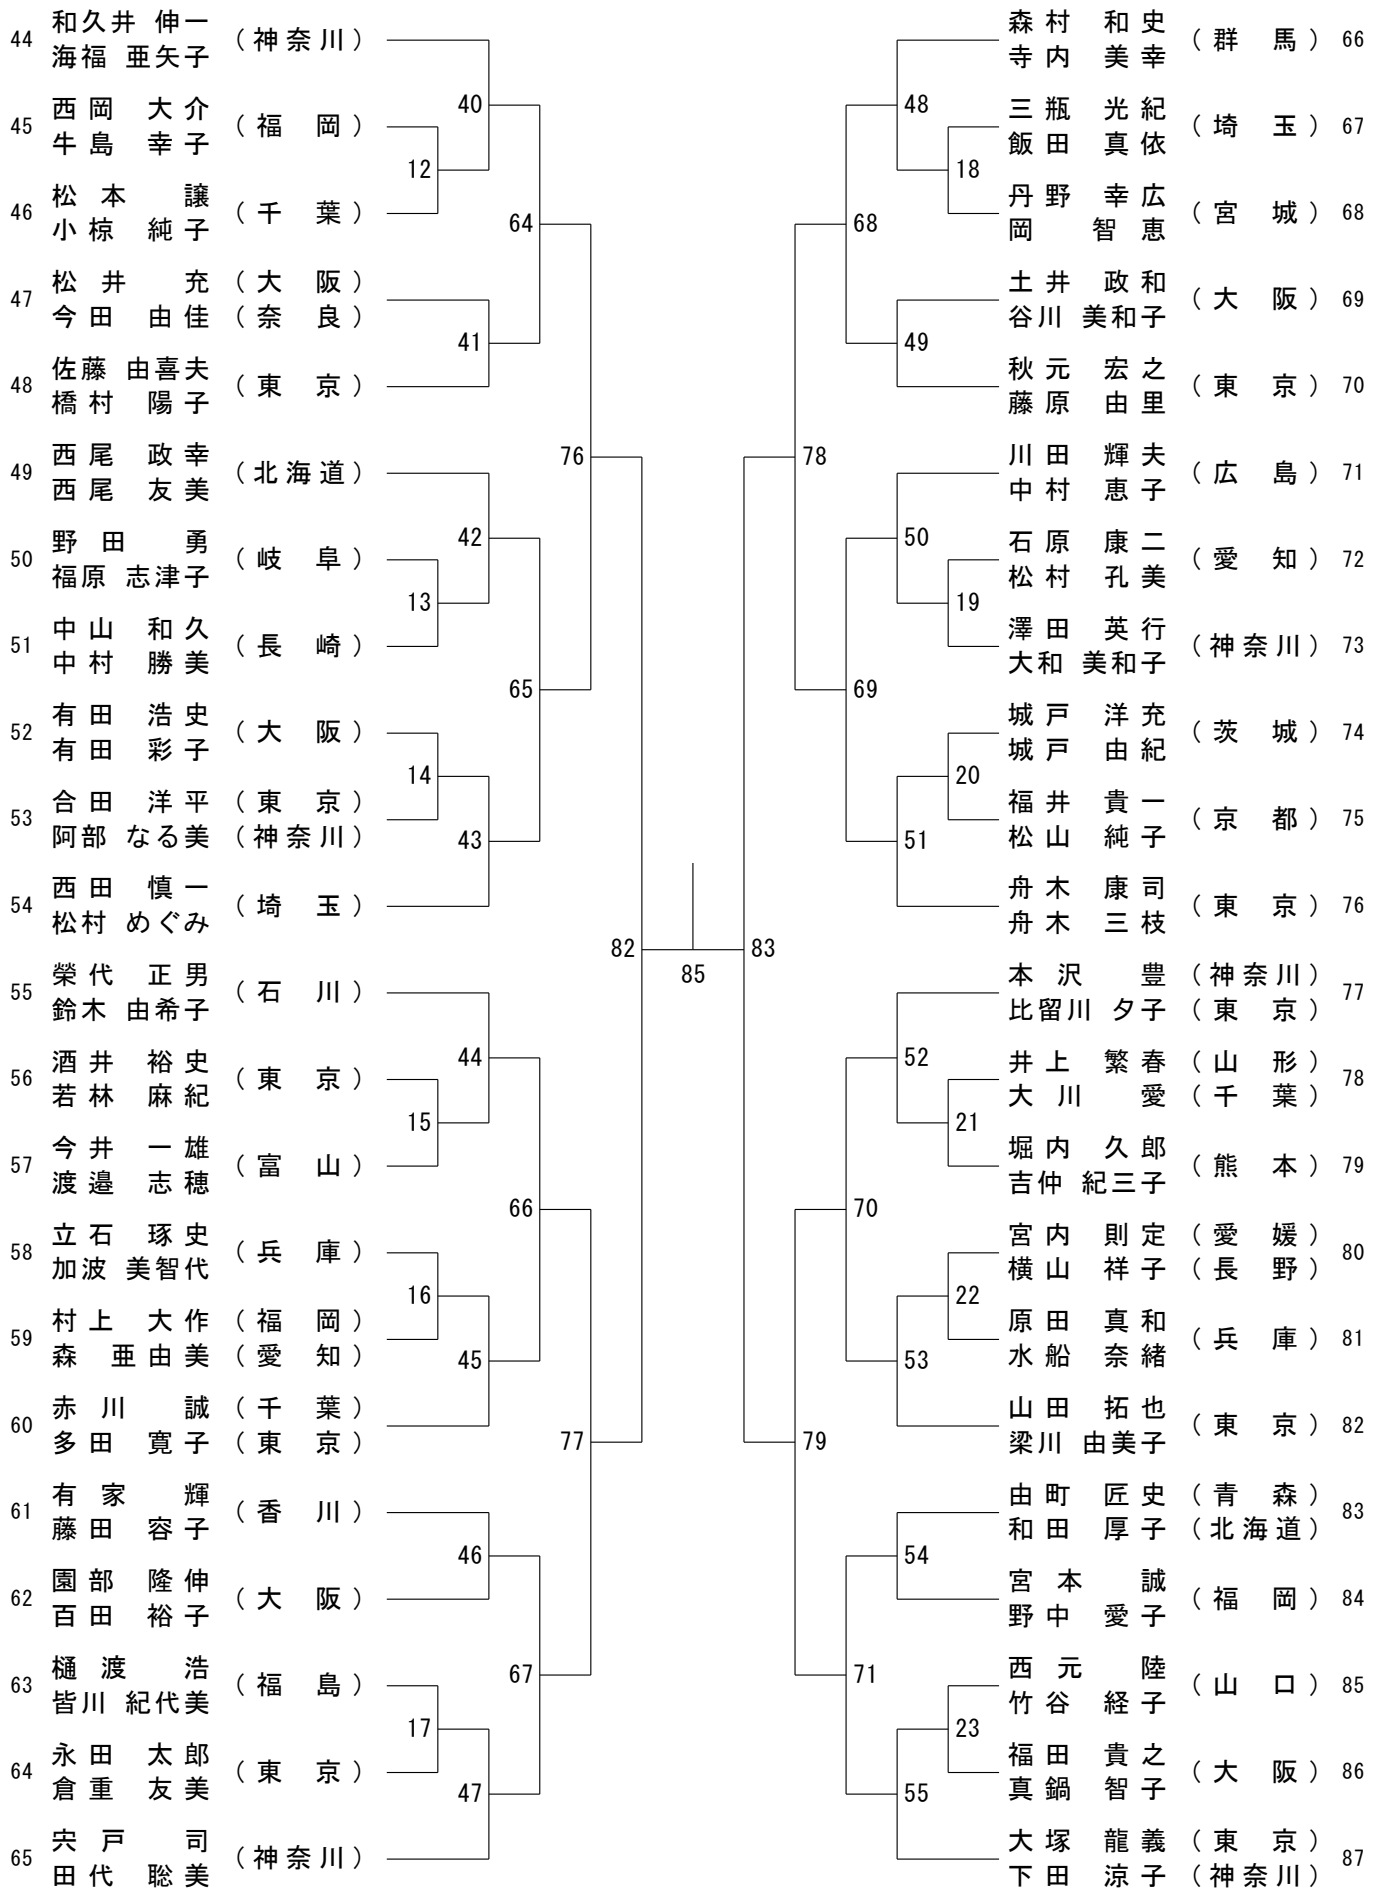 44 和久井 伸一 (神奈川)
海福 亜矢子
45 西岡 大介 (福岡)
牛島 幸子
46 松本 譲 (千葉)
小椋 純子
47 松井 充 (大阪)
今田 由佳 (奈良)
48 佐藤 由喜夫 (東京)
橋村 陽子
49 西尾 政幸 (北海道)
西尾 友美
50 野田 勇 (岐阜)
福原 志津子
51 中山 和久 (長崎)
中村 勝美
52 有田 浩史 (大阪)
有田 彩子
53 合田 洋平 (東京)
阿部 なる美 (神奈川)
54 西田 慎一 (埼玉)
松村 めぐみ
55 榮代 正男 (石川)
鈴木 由希子
56 酒井 裕史 (東京)
若林 麻紀
57 今井 一雄 (富山)
渡邉 志穂
58 立石 琢史 (兵庫)
加波 美智代
59 村上 大作 (福岡)
森 亜由美 (愛知)
60 赤川 誠 (千葉)
多田 寛子 (東京)
61 有家 輝 (香川)
藤田 容子
62 園部 隆伸 (大阪)
百田 裕子
63 樋渡 浩 (福島)
皆川 紀代美
64 永田 太郎 (東京)
倉重 友美
65 宍戸 司 (神奈川)
田代 聡美
12
13
14
15
16
17
40
41
42
43
44
45
46
47
64
65
66
67
76
77
82
85
83
78
79
68
69
70
71
48
49
50
51
52
53
54
55
18
19
20
21
22
23
森村 和史 (群馬) 66
寺内 美幸
三瓶 光紀 (埼玉) 67
飯田 真依
丹野 幸広 (宮城) 68
岡 智恵
土井 政和 (大阪) 69
谷川 美和子
秋元 宏之 (東京) 70
藤原 由里
川田 輝夫 (広島) 71
中村 恵子
石原 康二 (愛知) 72
松村 孔美
澤田 英行 (神奈川) 73
大和 美和子
城戸 洋充 (茨城) 74
城戸 由紀
福井 貴一 (京都) 75
松山 純子
舟木 康司 (東京) 76
舟木 三枝
本沢 豊 (神奈川) 77
比留川 夕子 (東京)
井上 繁春 (山形) 78
大川 愛 (千葉)
堀内 久郎 (熊本) 79
吉仲 紀三子
宮内 則定 (愛媛) 80
横山 祥子 (長野)
原田 真和 (兵庫) 81
水船 奈緒
山田 拓也 (東京) 82
梁川 由美子
由町 匠史 (青森) 83
和田 厚子 (北海道)
宮本 誠 (福岡) 84
野中 愛子
西元 陸 (山口) 85
竹谷 経子
福田 貴之 (大阪) 86
真鍋 智子
大塚 龍義 (東京) 87
下田 涼子 (神奈川)